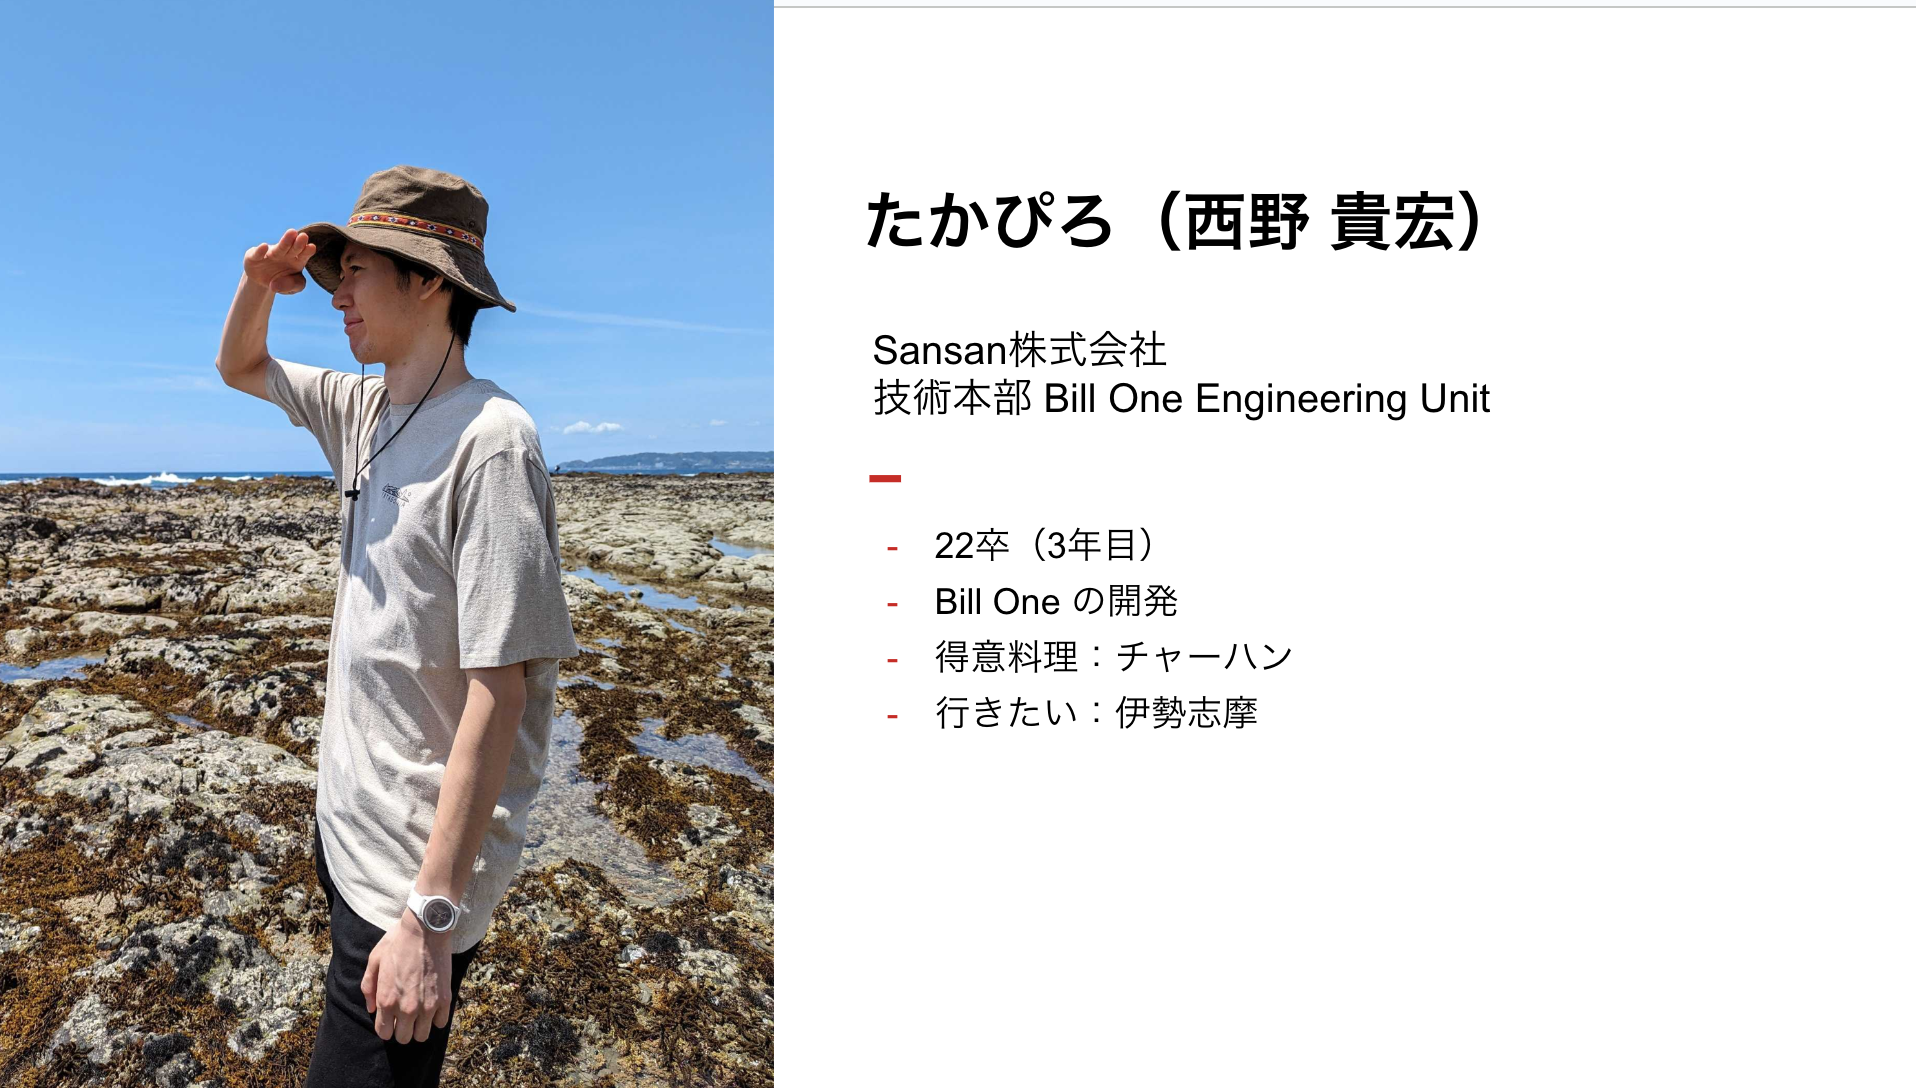 たかぴろ（西野 貴宏）
Sansan株式会社
技術本部 Bill One Engineering Unit
- 22卒（3年目）
- Bill One の開発
- 得意料理：チャーハン
- 行きたい：伊勢志摩